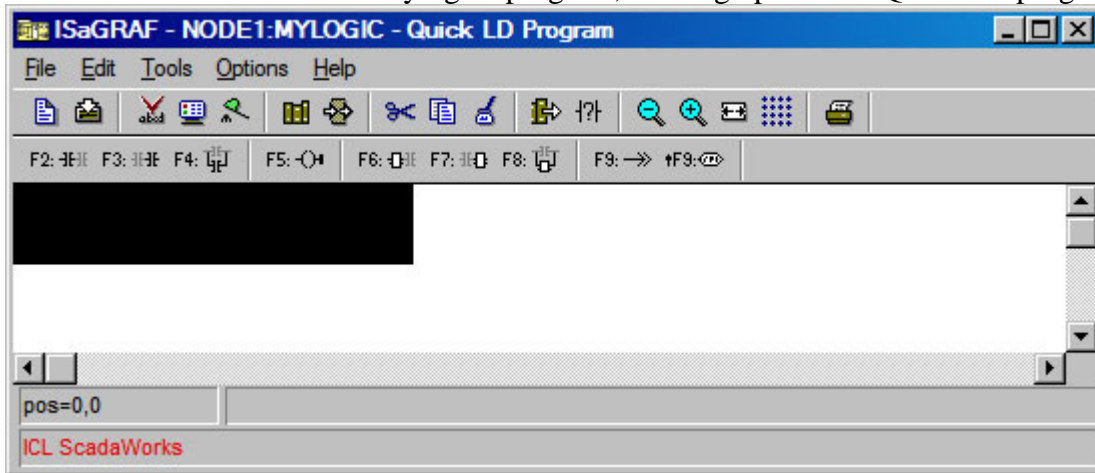 ISaGRAF - NODE1:MYLOGIC - Quick LD Program
File Edit Tools Options Help
F2: F3: F4: F5: F6: F7: F8: F9: F9:
pos=0,0
ICL ScadaWorks